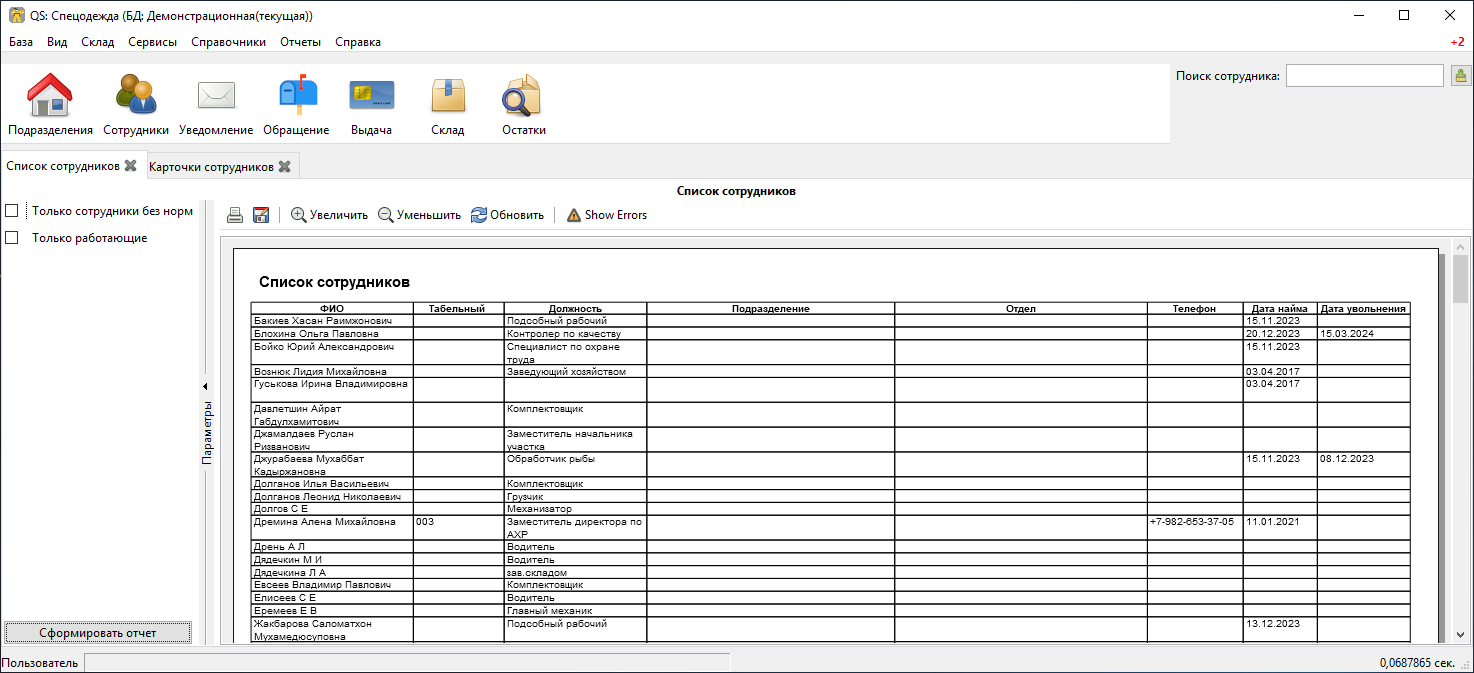 QS: Спецодежда (БД: Демонстрационная(текущая))
База Вид Склад Сервисы Справочники Отчеты Справка +2
Поиск сотрудника:
Подразделения Сотрудники Уведомление Обращение Выдача Склад Остатки
Список сотрудников Карточки сотрудников
Список сотрудников
Только сотрудники без норм
Только работающие
Увеличить Уменьшить Обновить Show Errors
Параметры
Список сотрудников
ФИО Табельный Должность Подразделение Отдел Телефон Дата найма Дата увольнения
Бакиев Хасан Раимжонович Подсобный рабочий 15.11.2023
Блохина Ольга Павловна Контролер по качеству 20.12.2023 15.03.2024
Бойко Юрий Александрович Специалист по охране 15.11.2023
труда
Вознюк Лидия Михайловна Заведующий хозяйством 03.04.2017
Гуськова Ирина Владимировна 03.04.2017
Давлетшин Айрат Комплектовщик
Габдулхамитович
Джамалдаев Руслан Заместитель начальника
Ризванович участка
Джурабаева Мухаббат Обработчик рыбы 15.11.2023 08.12.2023
Кадыржановна
Долганов Илья Васильевич Комплектовщик
Долганов Леонид Николаевич Грузчик
Долгов С Е Механизатор
Дремина Алена Михайловна 003 Заместитель директора по +7-982-653-37-05 11.01.2021
АХР
Дрень А Л Водитель
Дядечкин М И Водитель
Дядечкина Л А зав.складом
Евсеев Владимир Павлович Комплектовщик
Елисеев С Е Водитель
Еремеев Е В Главный механик
Жакбарова Саломатхон Подсобный рабочий 13.12.2023
Мухамедюсуповна
Сформировать отчет
Пользователь 0,0687865 сек.